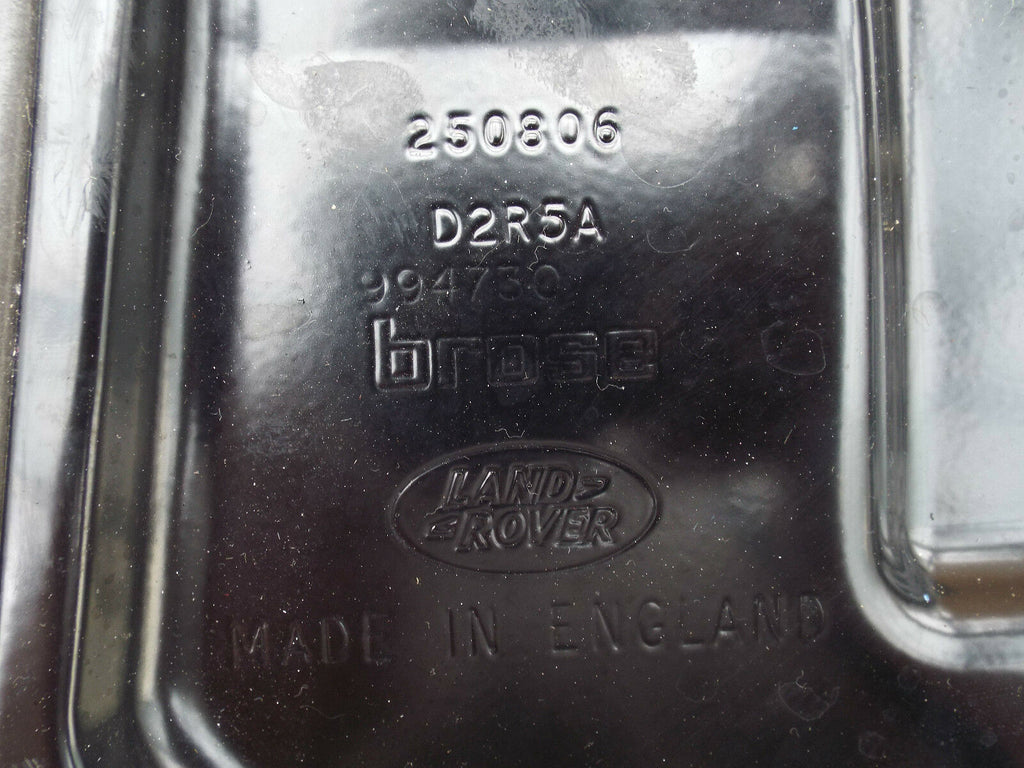 250806
D2R5A
994730
brose
LAND
ROVER
MADE IN ENGLAND